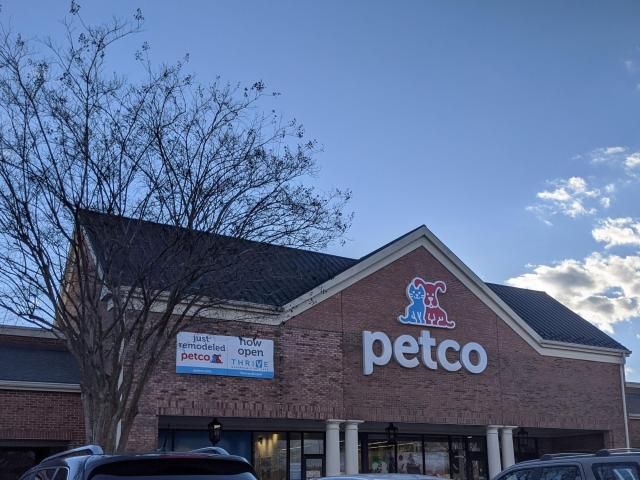 just
remodeled
petco
now
open
THRIVE
petco